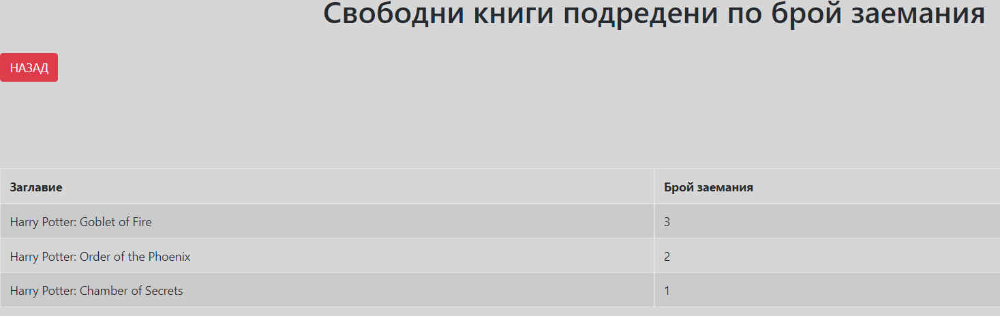 Свободни книги подредени по брой заемания
НАЗАД
Заглавие Брой заемания
Harry Potter: Goblet of Fire 3
Harry Potter: Order of the Phoenix 2
Harry Potter: Chamber of Secrets 1